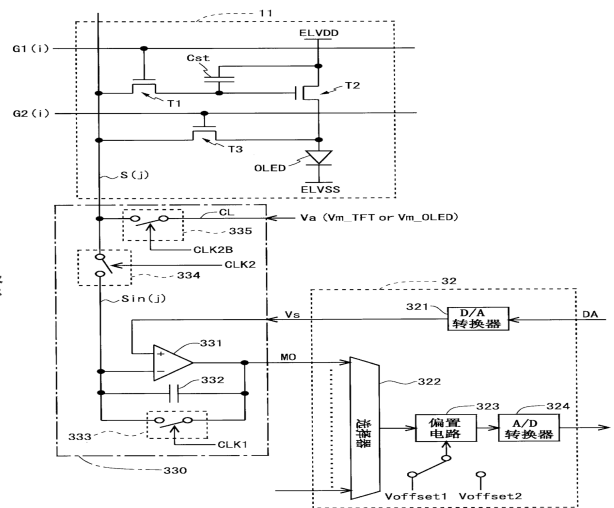 11
G1(i)
ELVDD
Cst
T2
T1
G2(i)
T3
OLED
S(j)
ELVSS
CL
Va (Vm_TFT or Vm_OLED)
335
CLK2B
334
CLK2
32
Sin(j)
321
D/A
转换器
DA
Vs
331
+
-
MO
332
322
选择器
323
324
偏置
电路
A/D
转换器
333
CLK1
330
Voffset1
Voffset2